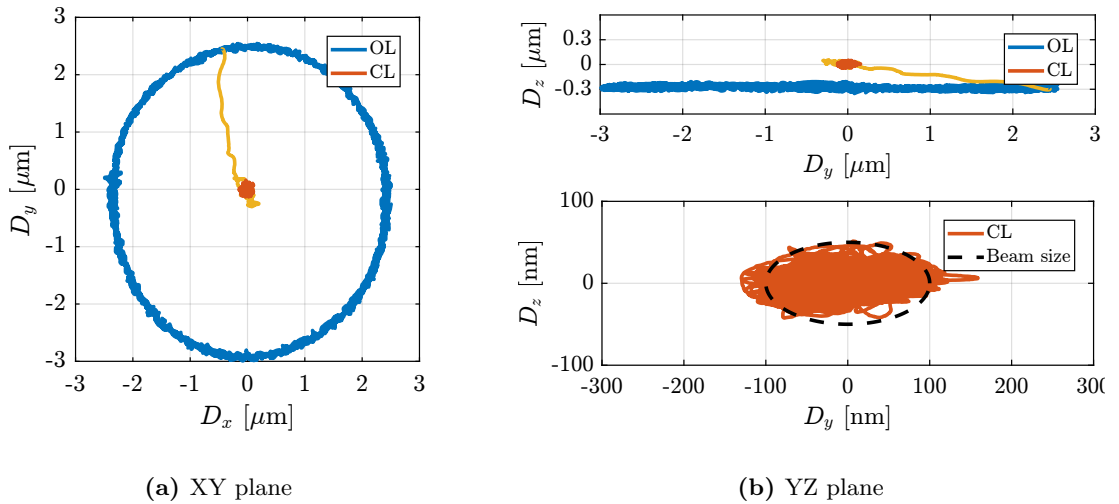 3
2
1
0
-1
-2
-3
-3 -2 -1 0 1 2 3
D_y [μm]
D_x [μm]
OL
CL
(a) XY plane
0.3
0
-0.3
-3 -2 -1 0 1 2 3
D_z [μm]
D_y [μm]
OL
CL
100
0
-100
-300 -200 -100 0 100 200 300
D_z [nm]
D_y [nm]
CL
Beam size
(b) YZ plane